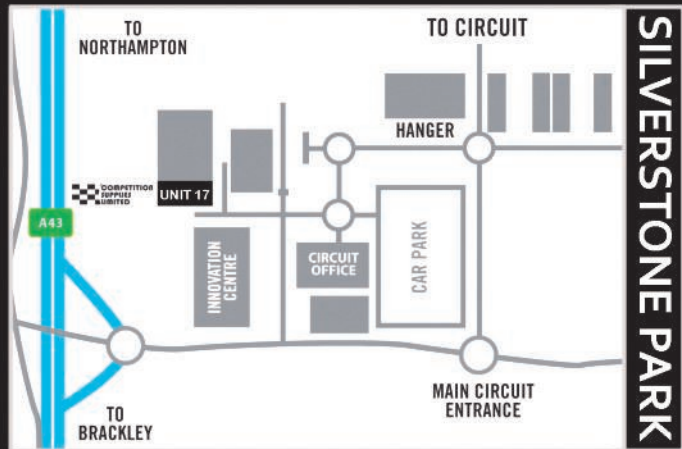 TO
NORTHAMPTON
TO CIRCUIT
HANGER
COMPETITION
SUPPLIES
LIMITED
UNIT 17
A43
INNOVATION
CENTRE
CIRCUIT
OFFICE
CAR PARK
MAIN CIRCUIT
ENTRANCE
TO
BRACKLEY
SILVERSTONE PARK